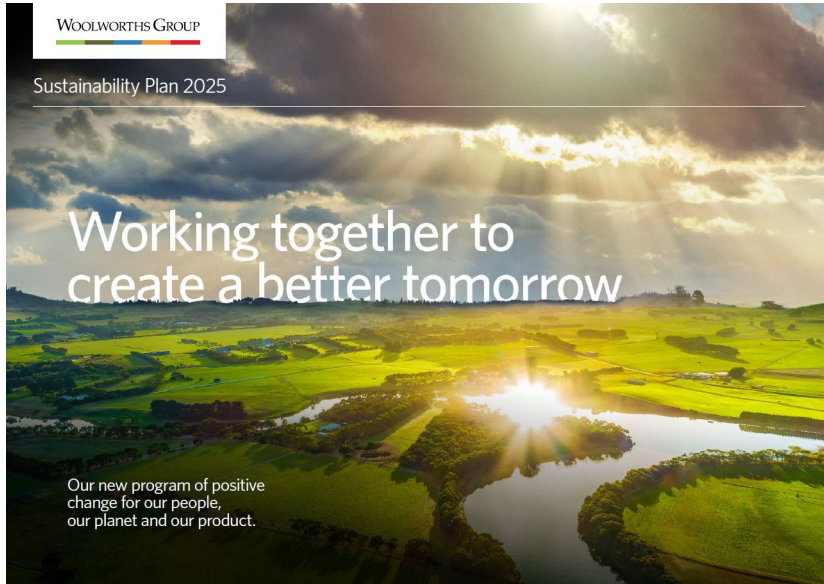 WOOLWORTHS GROUP
Sustainability Plan 2025
Working together to
create a better tomorrow
Our new program of positive
change for our people,
our planet and our product.